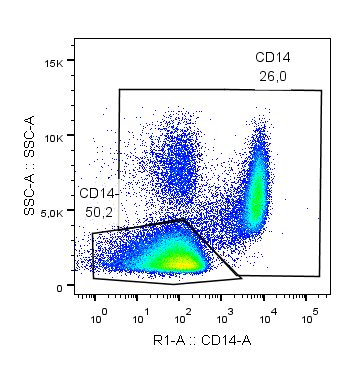 CD14
26,0
15K
10K
CD14-
50,2
5,0K
0
10^0 10^1 10^2 10^3 10^4 10^5
SSC-A :: SSC-A
R1-A :: CD14-A